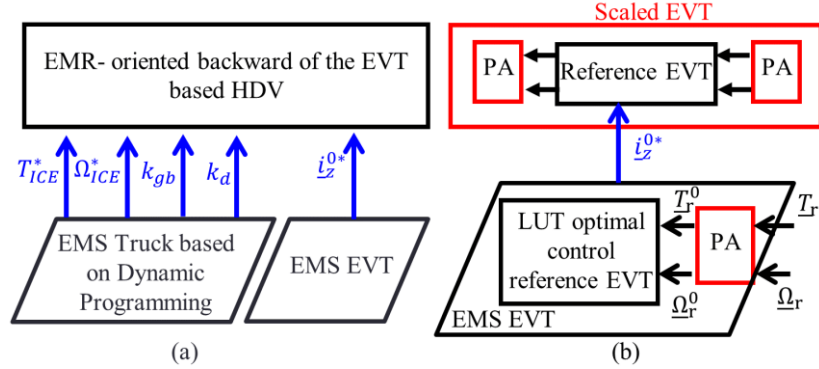 EMR- oriented backward of the EVT
based HDV
T*ICE
Ω*ICE
kgb
kd
i0*z
EMS Truck based
on Dynamic
Programming
EMS EVT
(a)
Scaled EVT
PA
Reference EVT
PA
i0*z
LUT optimal
control
reference EVT
T0r
Ω0r
PA
Tr
Ωr
EMS EVT
(b)